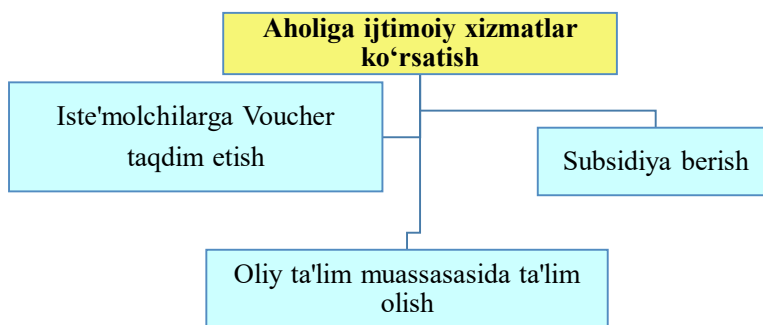 Aholiga ijtimoiy xizmatlar
ko‘rsatish
Iste'molchilarga Voucher
taqdim etish
Subsidiya berish
Oliy ta'lim muassasasida ta'lim
olish